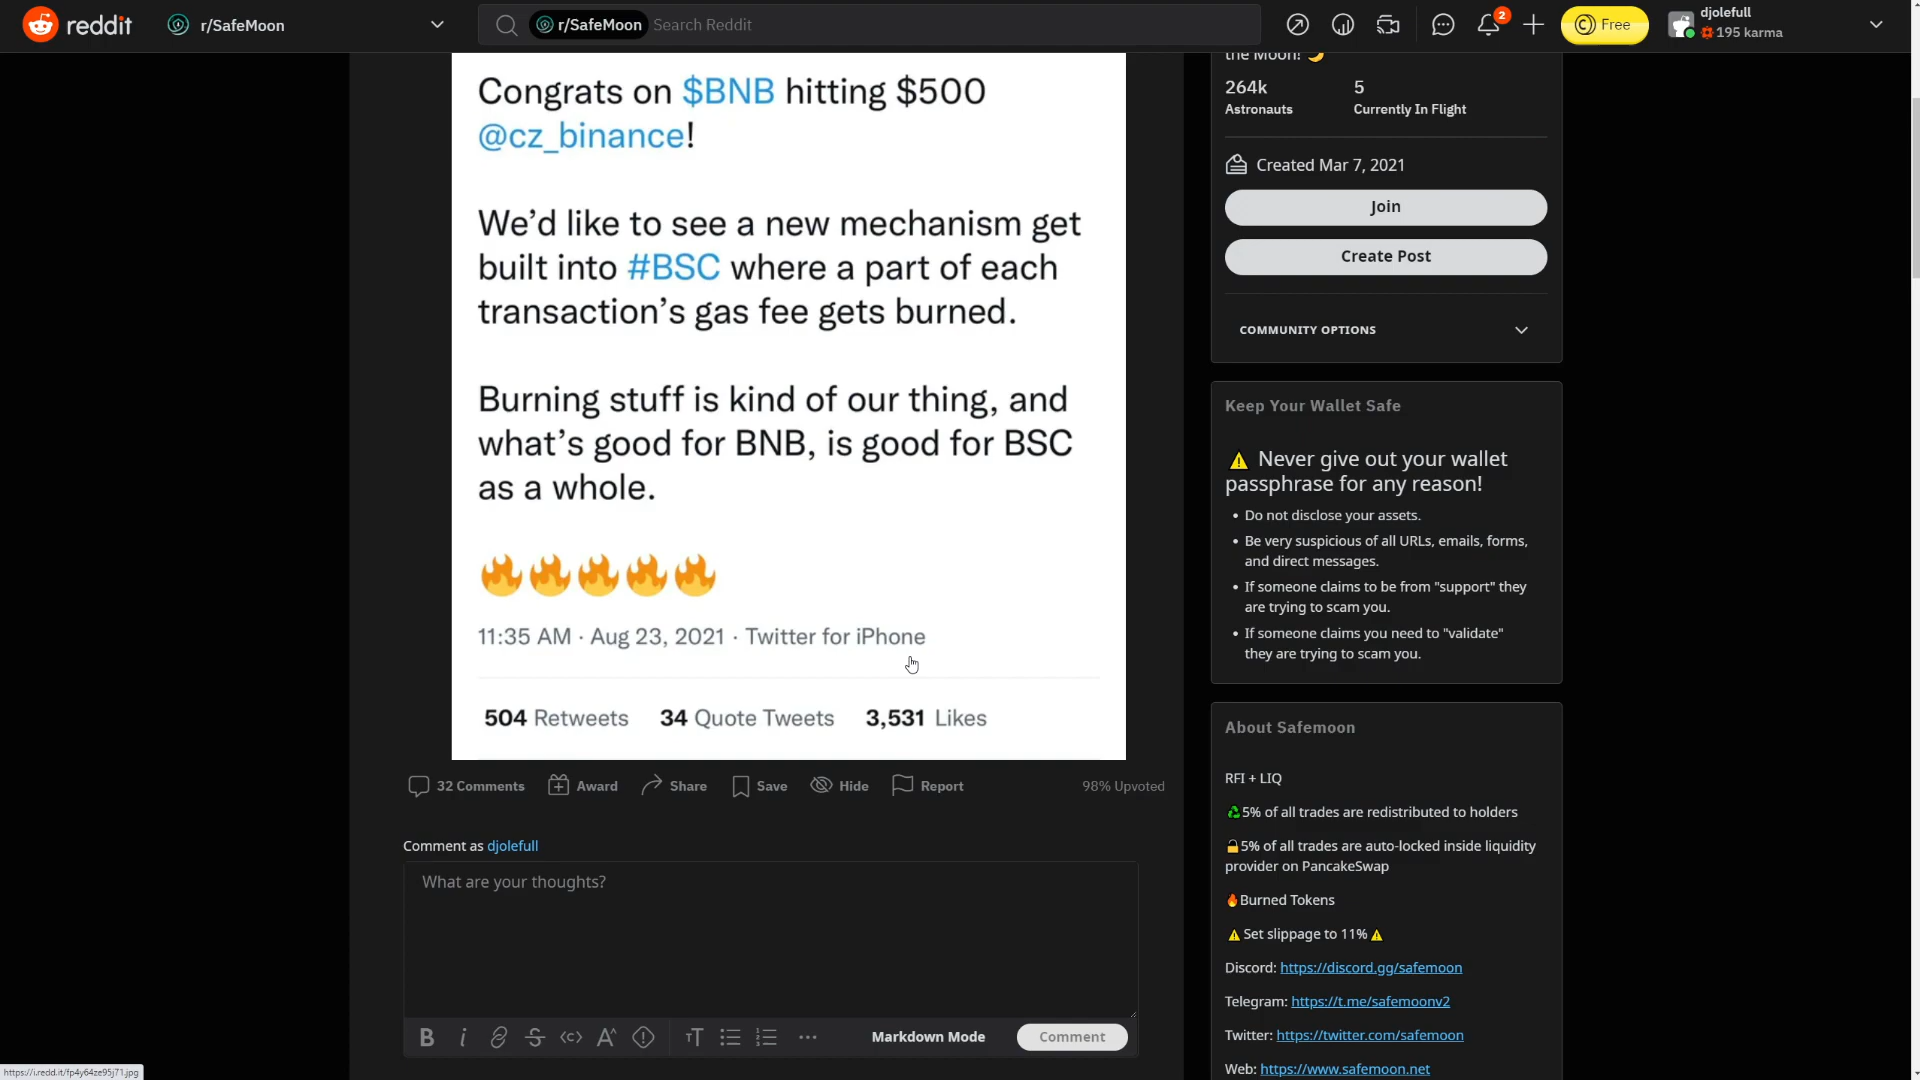 reddit
r/SafeMoon
r/SafeMoon
Search Reddit
2
Free
djolefull
195 karma
Congrats on $BNB hitting $500
@cz_binance!
We'd like to see a new mechanism get
built into #BSC where a part of each
transaction's gas fee gets burned.
Burning stuff is kind of our thing, and
what's good for BNB, is good for BSC
as a whole.
🔥🔥🔥🔥🔥
11:35 AM · Aug 23, 2021 · Twitter for iPhone
504 Retweets 34 Quote Tweets 3,531 Likes
32 Comments Award Share Save Hide Report 98% Upvoted
Comment as djolefull
What are your thoughts?
Markdown Mode
Comment
https://i.redd.it/fp4y64ze95j71.jpg
the Moon! 🌙
264k
Astronauts
5
Currently In Flight
Created Mar 7, 2021
Join
Create Post
COMMUNITY OPTIONS
Keep Your Wallet Safe
⚠️ Never give out your wallet
passphrase for any reason!
• Do not disclose your assets.
• Be very suspicious of all URLs, emails, forms,
and direct messages.
• If someone claims to be from "support" they
are trying to scam you.
• If someone claims you need to "validate"
they are trying to scam you.
About Safemoon
RFI + LIQ
♻️5% of all trades are redistributed to holders
🔒5% of all trades are auto-locked inside liquidity
provider on PancakeSwap
🔥Burned Tokens
⚠️ Set slippage to 11% ⚠️
Discord: https://discord.gg/safemoon
Telegram: https://t.me/safemoonv2
Twitter: https://twitter.com/safemoon
Web: https://www.safemoon.net